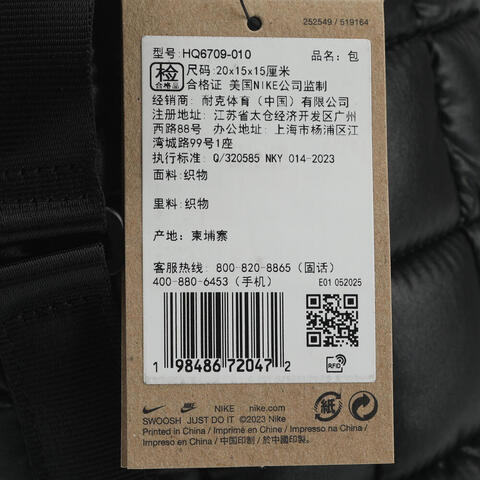 252549 / 519164
型号: HQ6709-010 品名: 包
检 合格品 尺码: 20x15x15厘米
合格证 美国NIKE公司监制
经销商: 耐克体育（中国）有限公司
注册地址: 江苏省太仓经济开发区广州
西路88号 办公地址: 上海市杨浦区江
湾城路99号1座
执行标准: Q/320585 NKY 014-2023
面料: 织物
里料: 织物
产地: 柬埔寨
客服热线: 800-820-8865（固话）
400-880-6453（手机） E01 052025
RFID
1 98486 72047 2
NIKE nike.com
SWOOSH JUST DO IT ©2023 Nike
Printed in China / Imprimé en Chine / Impresso na China /
Impreso en China / 中国印制 / 於中國印製
紙